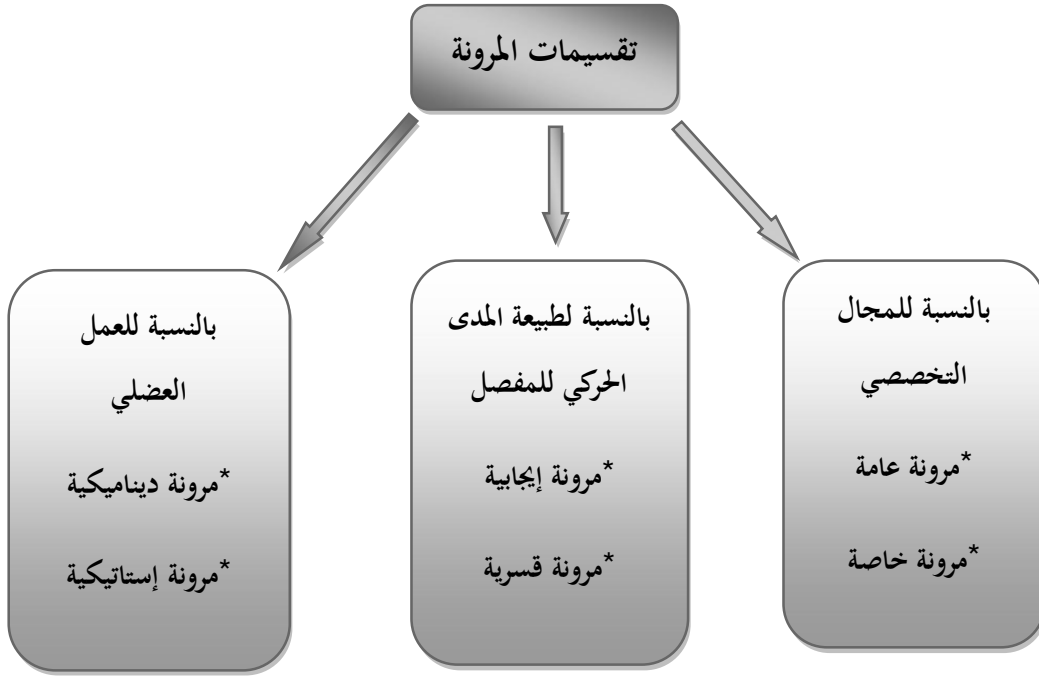 تقسيمات المرونة
بالنسبة للمجال
التخصصي
*مرونة عامة
*مرونة خاصة
بالنسبة لطبيعة المدى
الحركي للمفصل
*مرونة إيجابية
*مرونة قسرية
بالنسبة للعمل
العضلي
*مرونة ديناميكية
*مرونة إستاتيكية